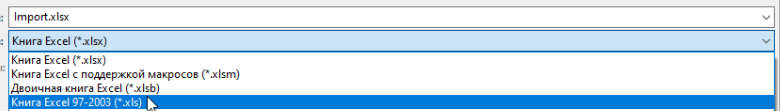 Import.xlsx
Книга Excel (*.xlsx)
Книга Excel (*.xlsx)
Книга Excel с поддержкой макросов (*.xlsm)
Двоичная книга Excel (*.xlsb)
Книга Excel 97-2003 (*.xls)